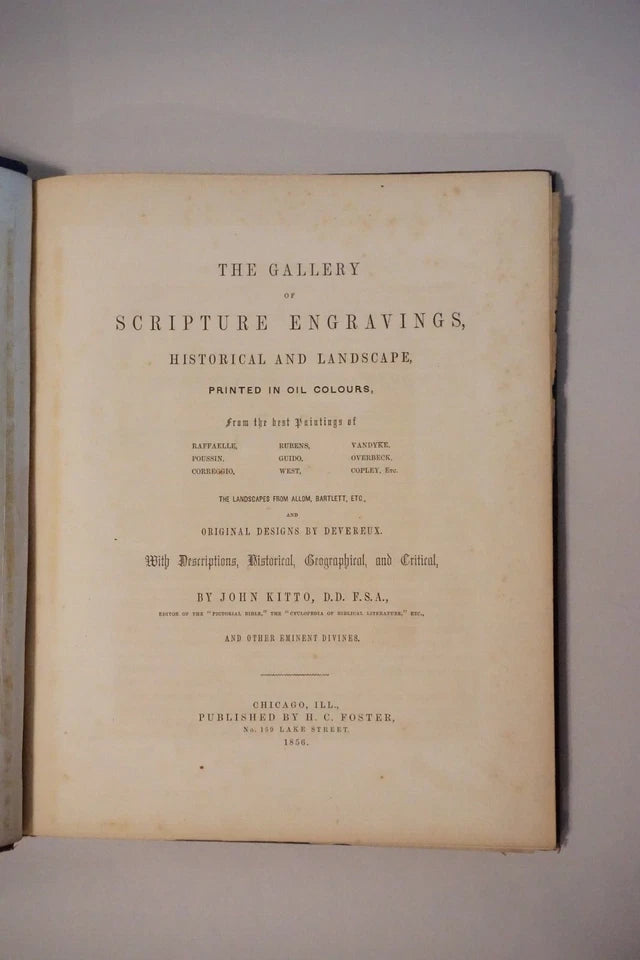 THE GALLERY
OF
SCRIPTURE ENGRAVINGS,
HISTORICAL AND LANDSCAPE,
PRINTED IN OIL COLOURS,
From the best Paintings of
RAFFAELLE, RUBENS, VANDYKE.
POUSSIN, GUIDO, OVERBECK,
CORREGGIO, WEST, COPLEY, Etc.
THE LANDSCAPES FROM ALLOM, BARTLETT, ETC.,
AND
ORIGINAL DESIGNS BY DEVEREUX.
With Descriptions, Historical, Geographical, and Critical,
BY JOHN KITTO, D.D. F.S.A.,
EDITOR OF THE "PICTORIAL BIBLE," THE "CYCLOPEDIA OF BIBLICAL LITERATURE," ETC.,
AND OTHER EMINENT DIVINES.
CHICAGO, ILL.,
PUBLISHED BY H. C. FOSTER,
No. 159 LAKE STREET.
1856.